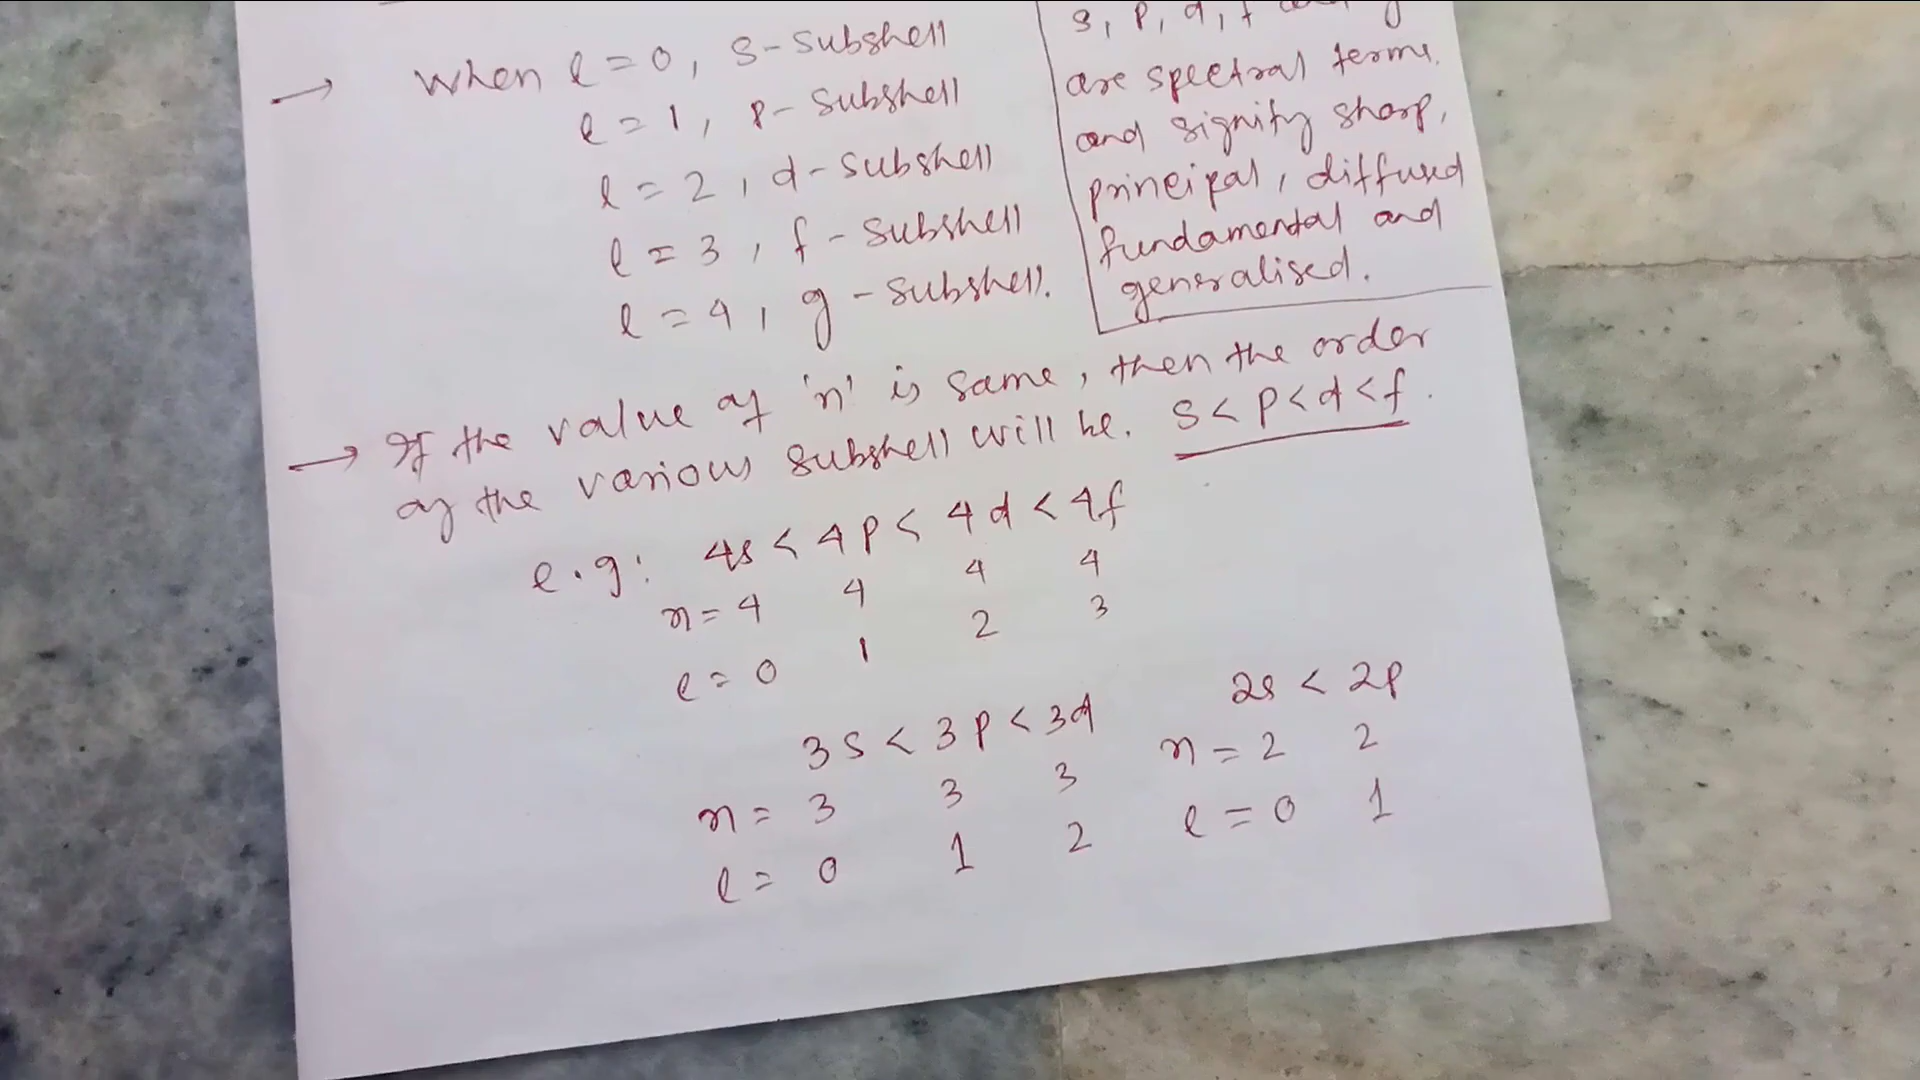 → When l = 0, s-subshell
l = 1, p-subshell
l = 2, d-subshell
l = 3, f-subshell
l = 4, g-subshell.
s, p, d, f and g
are spectral terms.
and signify sharp,
principal, diffused
fundamental and
generalised.
→ If the value of 'n' is same, then the order
of the various subshell will be. s < p < d < f.
e.g: 4s < 4p < 4d < 4f
n = 4 4 4 4
l = 0 1 2 3
3s < 3p < 3d
n = 3 3 3
l = 0 1 2
2s < 2p
n = 2 2
l = 0 1